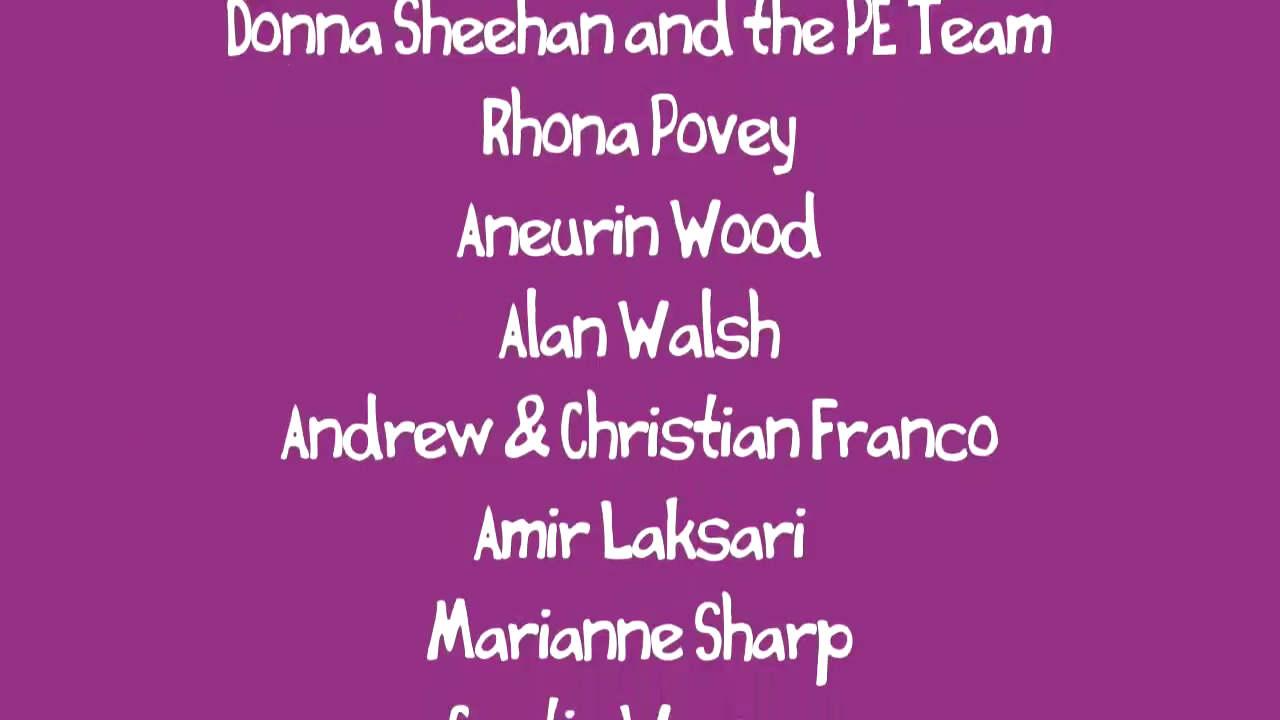 Donna Sheehan and the PE Team
Rhona Povey
Aneurin Wood
Alan Walsh
Andrew & Christian Franco
Amir Laksari
Marianne Sharp